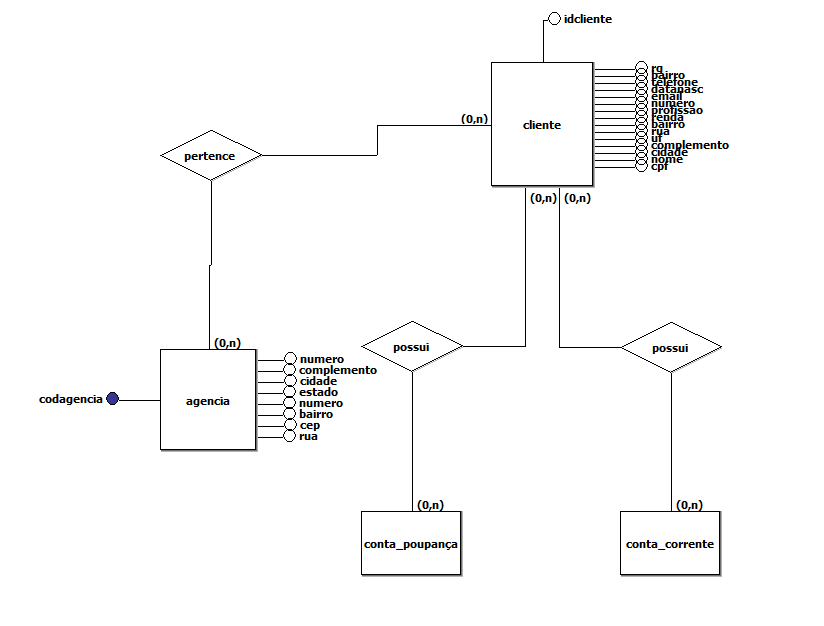 idcliente
rg
bairro
telefone
datanasc
email
numero
profissão
renda
bairro
rua
uf
complemento
cidade
nome
cpf
(0,n)
cliente
pertence
(0,n)
(0,n)
(0,n)
possui
possui
numero
complemento
cidade
estado
numero
bairro
cep
rua
codagencia
agencia
(0,n)
(0,n)
conta_poupança
conta_corrente